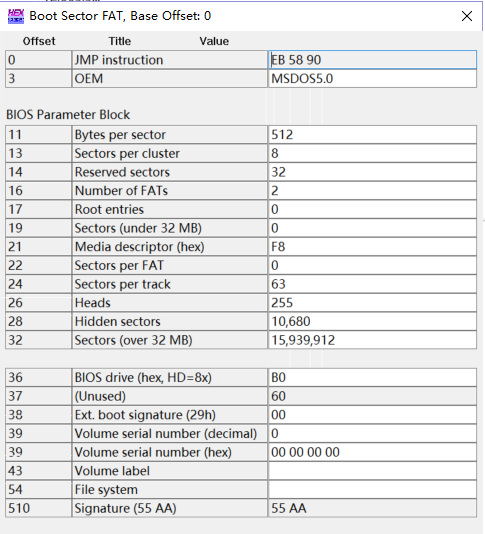 HEX
Boot Sector FAT, Base Offset: 0
Offset Title Value
0 JMP instruction EB 58 90
3 OEM MSDOS5.0
BIOS Parameter Block
11 Bytes per sector 512
13 Sectors per cluster 8
14 Reserved sectors 32
16 Number of FATs 2
17 Root entries 0
19 Sectors (under 32 MB) 0
21 Media descriptor (hex) F8
22 Sectors per FAT 0
24 Sectors per track 63
26 Heads 255
28 Hidden sectors 10,680
32 Sectors (over 32 MB) 15,939,912
36 BIOS drive (hex, HD=8x) B0
37 (Unused) 60
38 Ext. boot signature (29h) 00
39 Volume serial number (decimal) 0
39 Volume serial number (hex) 00 00 00 00
43 Volume label
54 File system
510 Signature (55 AA) 55 AA